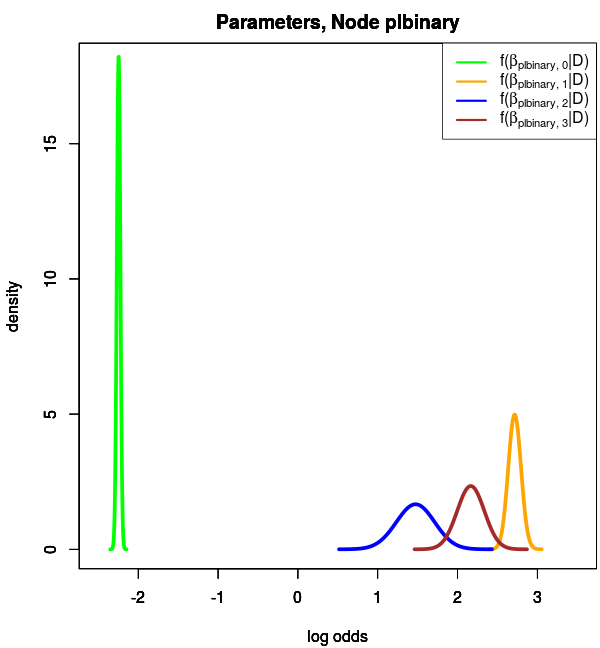 Parameters, Node plbinary
f(βplbinary, 0|D)
f(βplbinary, 1|D)
f(βplbinary, 2|D)
f(βplbinary, 3|D)
density
15
10
5
0
-2 -1 0 1 2 3
log odds